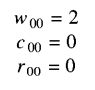 w₀₀ = 2
c₀₀ = 0
r₀₀ = 0